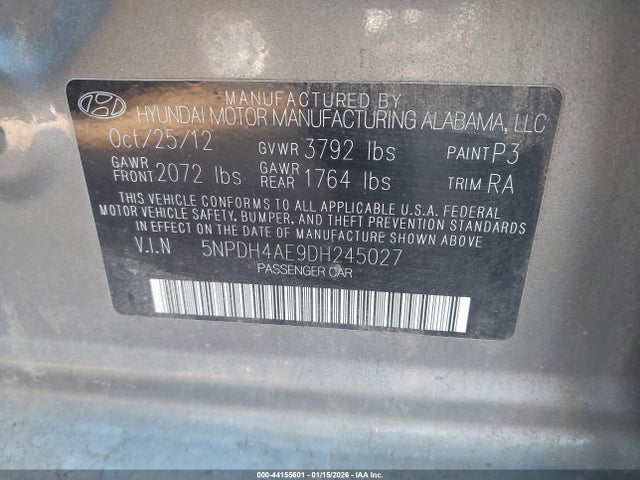 MANUFACTURED BY
HYUNDAI MOTOR MANUFACTURING ALABAMA, LLC
Oct/25/12 GVWR 3792 lbs PAINT P3
GAWR FRONT 2072 lbs GAWR REAR 1764 lbs TRIM RA
THIS VEHICLE CONFORMS TO ALL APPLICABLE U.S.A. FEDERAL
MOTOR VEHICLE SAFETY, BUMPER, AND THEFT PREVENTION STANDARDS
IN EFFECT ON THE DATE OF MANUFACTURE SHOWN ABOVE.
V.I.N 5NPDH4AE9DH245027
PASSENGER CAR
000-44155601 - 01/15/2026 - © IAA Inc.